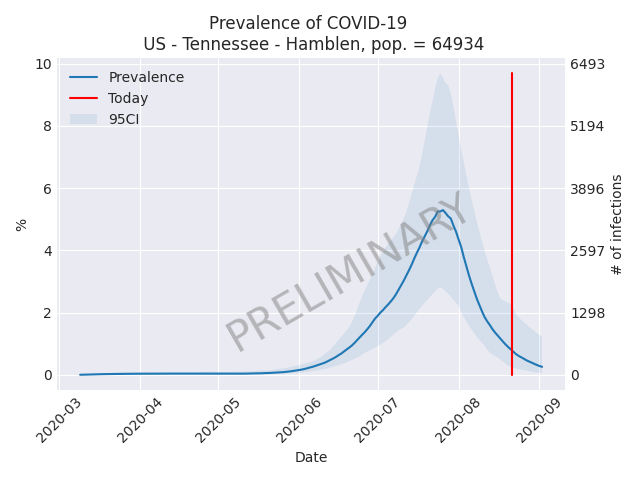 Prevalence of COVID-19
US - Tennessee - Hamblen, pop. = 64934
Prevalence
Today
95CI
PRELIMINARY
10
8
6
4
2
0
%
6493
5194
3896
2597
1298
0
# of infections
2020-03
2020-04
2020-05
2020-06
2020-07
2020-08
2020-09
Date